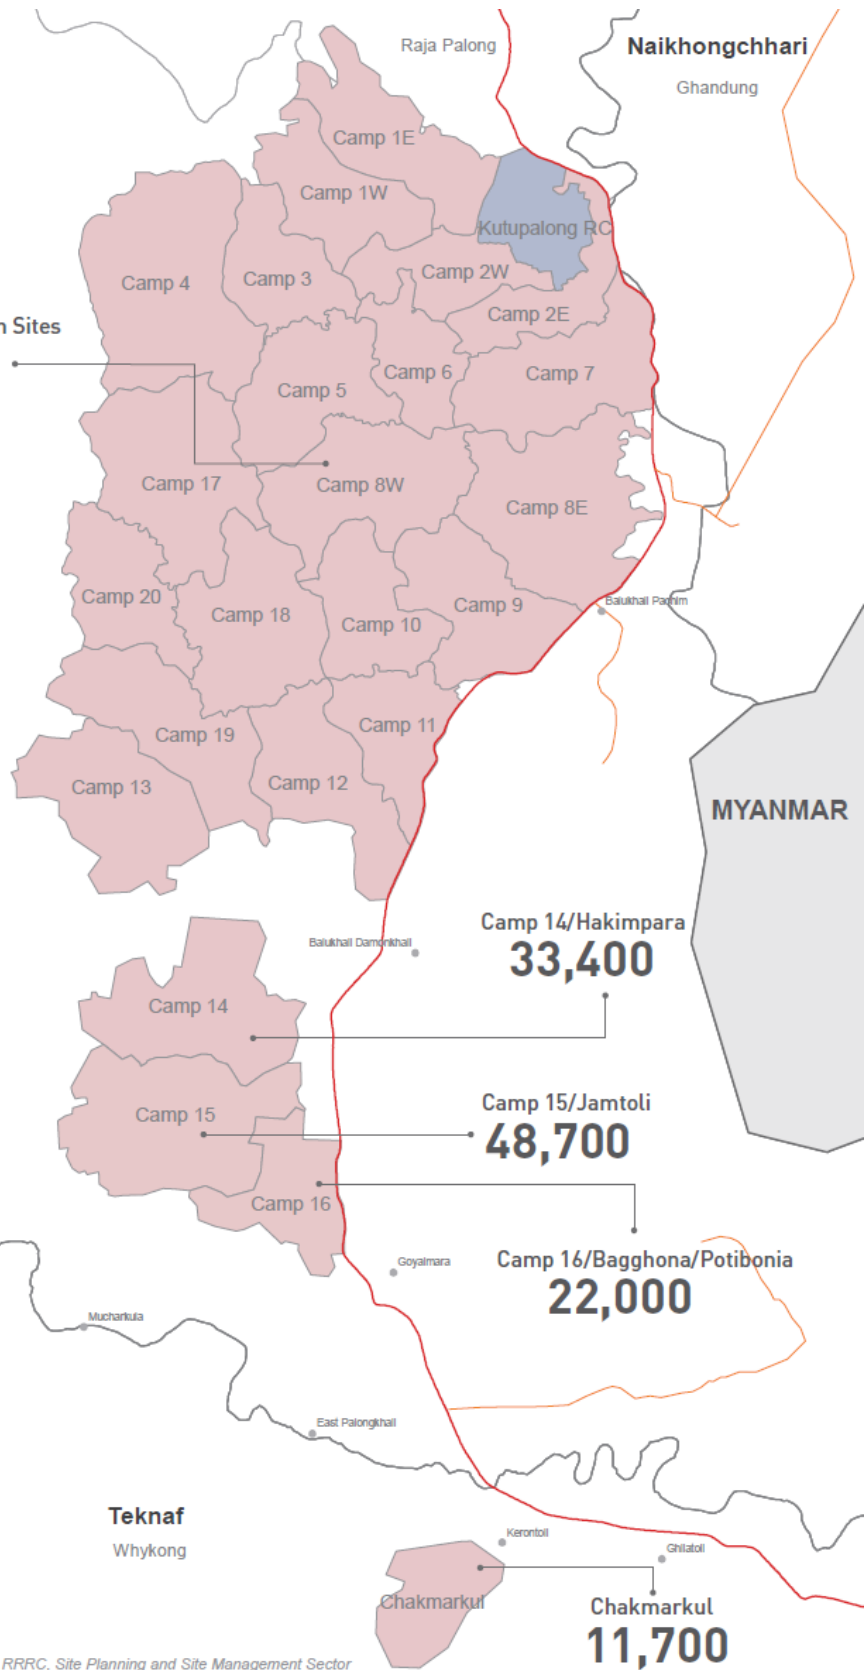 Raja Palong
Naikhongchhari
Ghandung
Camp 1E
Camp 1W
Kutupalong RC
Camp 4
Camp 3
Camp 2W
Camp 2E
n Sites
Camp 5
Camp 6
Camp 7
Camp 17
Camp 8W
Camp 8E
Camp 20
Camp 18
Camp 10
Camp 9
Balukhali Pachim
Camp 19
Camp 11
Camp 13
Camp 12
MYANMAR
Camp 14/Hakimpara
33,400
Balukhali Damonkhali
Camp 14
Camp 15/Jamtoli
48,700
Camp 15
Camp 16
Camp 16/Bagghona/Potibonia
22,000
Goyalmara
Mucharkula
East Palongkhali
Teknaf
Whykong
Kerontoli
Ghilatoli
Chakmarkul
Chakmarkul
11,700
RRRC, Site Planning and Site Management Sector